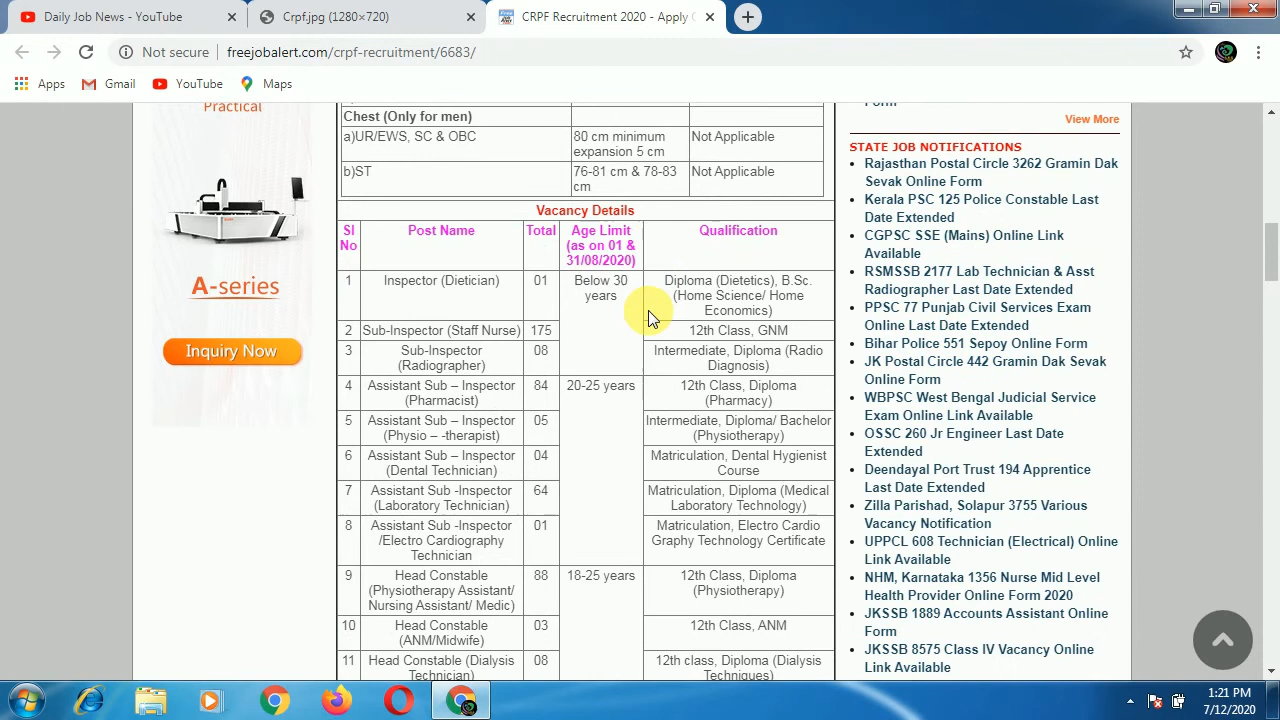 Daily Job News - YouTube
Crpf.jpg (1280×720)
CRPF Recruitment 2020 - Apply
Not secure
freejobalert.com/crpf-recruitment/6683/
Apps
Gmail
YouTube
Maps
Practical
A-series
Inquiry Now
Chest (Only for men)
a)UR/EWS, SC & OBC
80 cm minimum
expansion 5 cm
Not Applicable
b)ST
76-81 cm & 78-83
cm
Not Applicable
Vacancy Details
Sl
No
Post Name
Total
Age Limit
(as on 01 &
31/08/2020)
Qualification
1
Inspector (Dietician)
01
Below 30
years
Diploma (Dietetics), B.Sc.
(Home Science/ Home
Economics)
2
Sub-Inspector (Staff Nurse)
175
12th Class, GNM
3
Sub-Inspector
(Radiographer)
08
Intermediate, Diploma (Radio
Diagnosis)
4
Assistant Sub – Inspector
(Pharmacist)
84
20-25 years
12th Class, Diploma
(Pharmacy)
5
Assistant Sub – Inspector
(Physio – -therapist)
05
Intermediate, Diploma/ Bachelor
(Physiotherapy)
6
Assistant Sub – Inspector
(Dental Technician)
04
Matriculation, Dental Hygienist
Course
7
Assistant Sub -Inspector
(Laboratory Technician)
64
Matriculation, Diploma (Medical
Laboratory Technology)
8
Assistant Sub -Inspector
/Electro Cardiography
Technician
01
Matriculation, Electro Cardio
Graphy Technology Certificate
9
Head Constable
(Physiotherapy Assistant/
Nursing Assistant/ Medic)
88
18-25 years
12th Class, Diploma
(Physiotherapy)
10
Head Constable
(ANM/Midwife)
03
12th Class, ANM
11
Head Constable (Dialysis
Technician)
08
12th class, Diploma (Dialysis
Techniques)
Form
View More
STATE JOB NOTIFICATIONS
Rajasthan Postal Circle 3262 Gramin Dak
Sevak Online Form
Kerala PSC 125 Police Constable Last
Date Extended
CGPSC SSE (Mains) Online Link
Available
RSMSSB 2177 Lab Technician & Asst
Radiographer Last Date Extended
PPSC 77 Punjab Civil Services Exam
Online Last Date Extended
Bihar Police 551 Sepoy Online Form
JK Postal Circle 442 Gramin Dak Sevak
Online Form
WBPSC West Bengal Judicial Service
Exam Online Link Available
OSSC 260 Jr Engineer Last Date
Extended
Deendayal Port Trust 194 Apprentice
Last Date Extended
Zilla Parishad, Solapur 3755 Various
Vacancy Notification
UPPCL 608 Technician (Electrical) Online
Link Available
NHM, Karnataka 1356 Nurse Mid Level
Health Provider Online Form 2020
JKSSB 1889 Accounts Assistant Online
Form
JKSSB 8575 Class IV Vacancy Online
Link Available
1:21 PM
7/12/2020